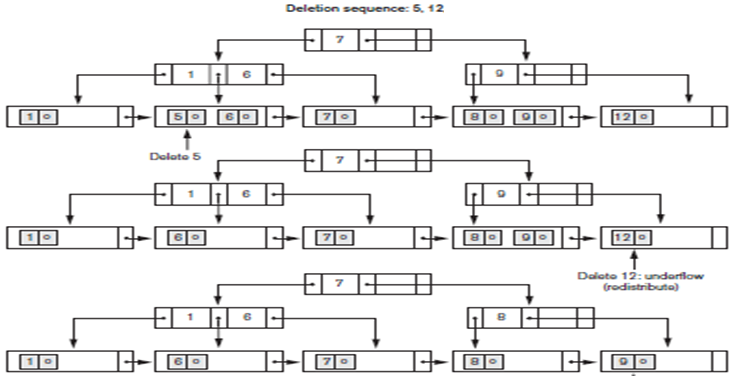 Deletion sequence: 5, 12
7
1 6 9
1 o 5 o 6 o 7 o 8 o 9 o 12 o
Delete 5
7
1 6 9
1 o 6 o 7 o 8 o 9 o 12 o
Delete 12: underflow
(redistribute)
7
1 6 8
1 o 6 o 7 o 8 o 9 o